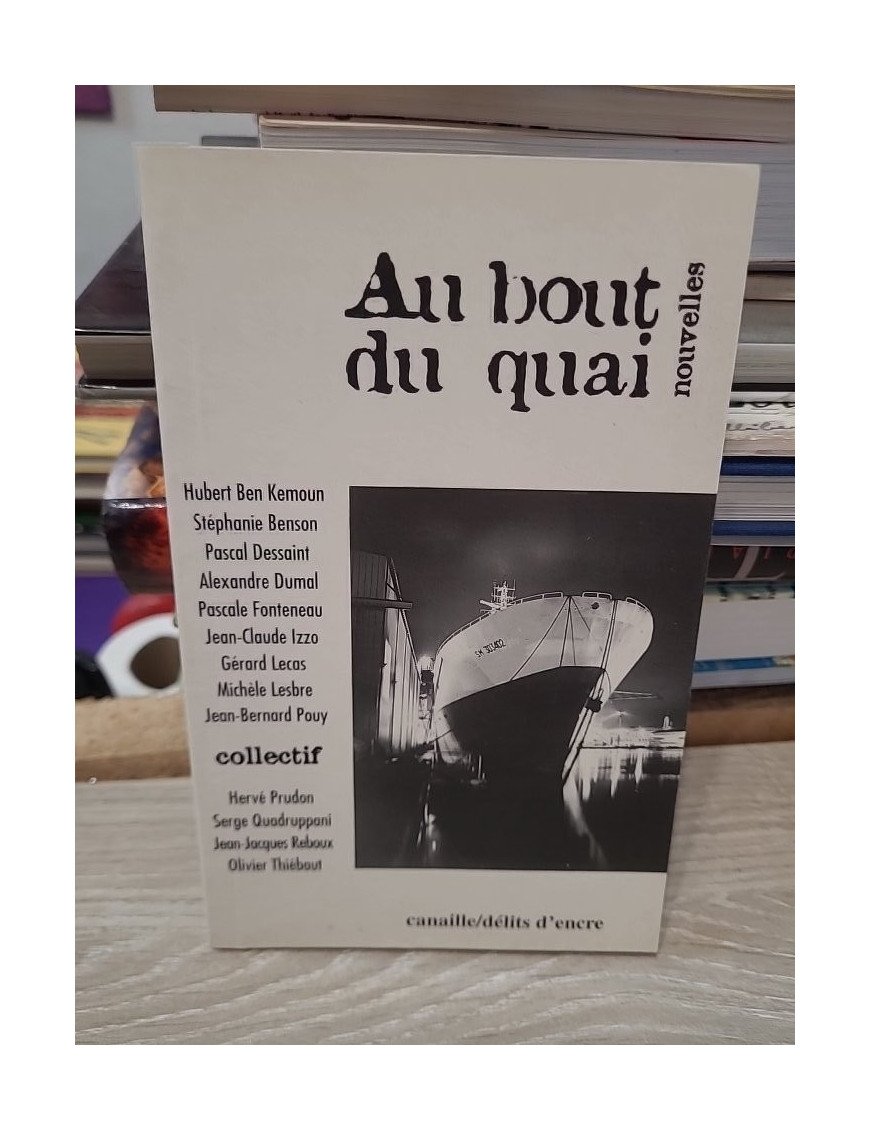 Au bout
du quai
nouvelles
Hubert Ben Kemoun
Stéphanie Benson
Pascal Dessaint
Alexandre Dumal
Pascale Fonteneau
Jean-Claude Izzo
Gérard Lecas
Michèle Lesbre
Jean-Bernard Pouy
collectif
Hervé Prudon
Serge Quadruppani
Jean-Jacques Reboux
Olivier Thiébaut
canaille/délits d'encre